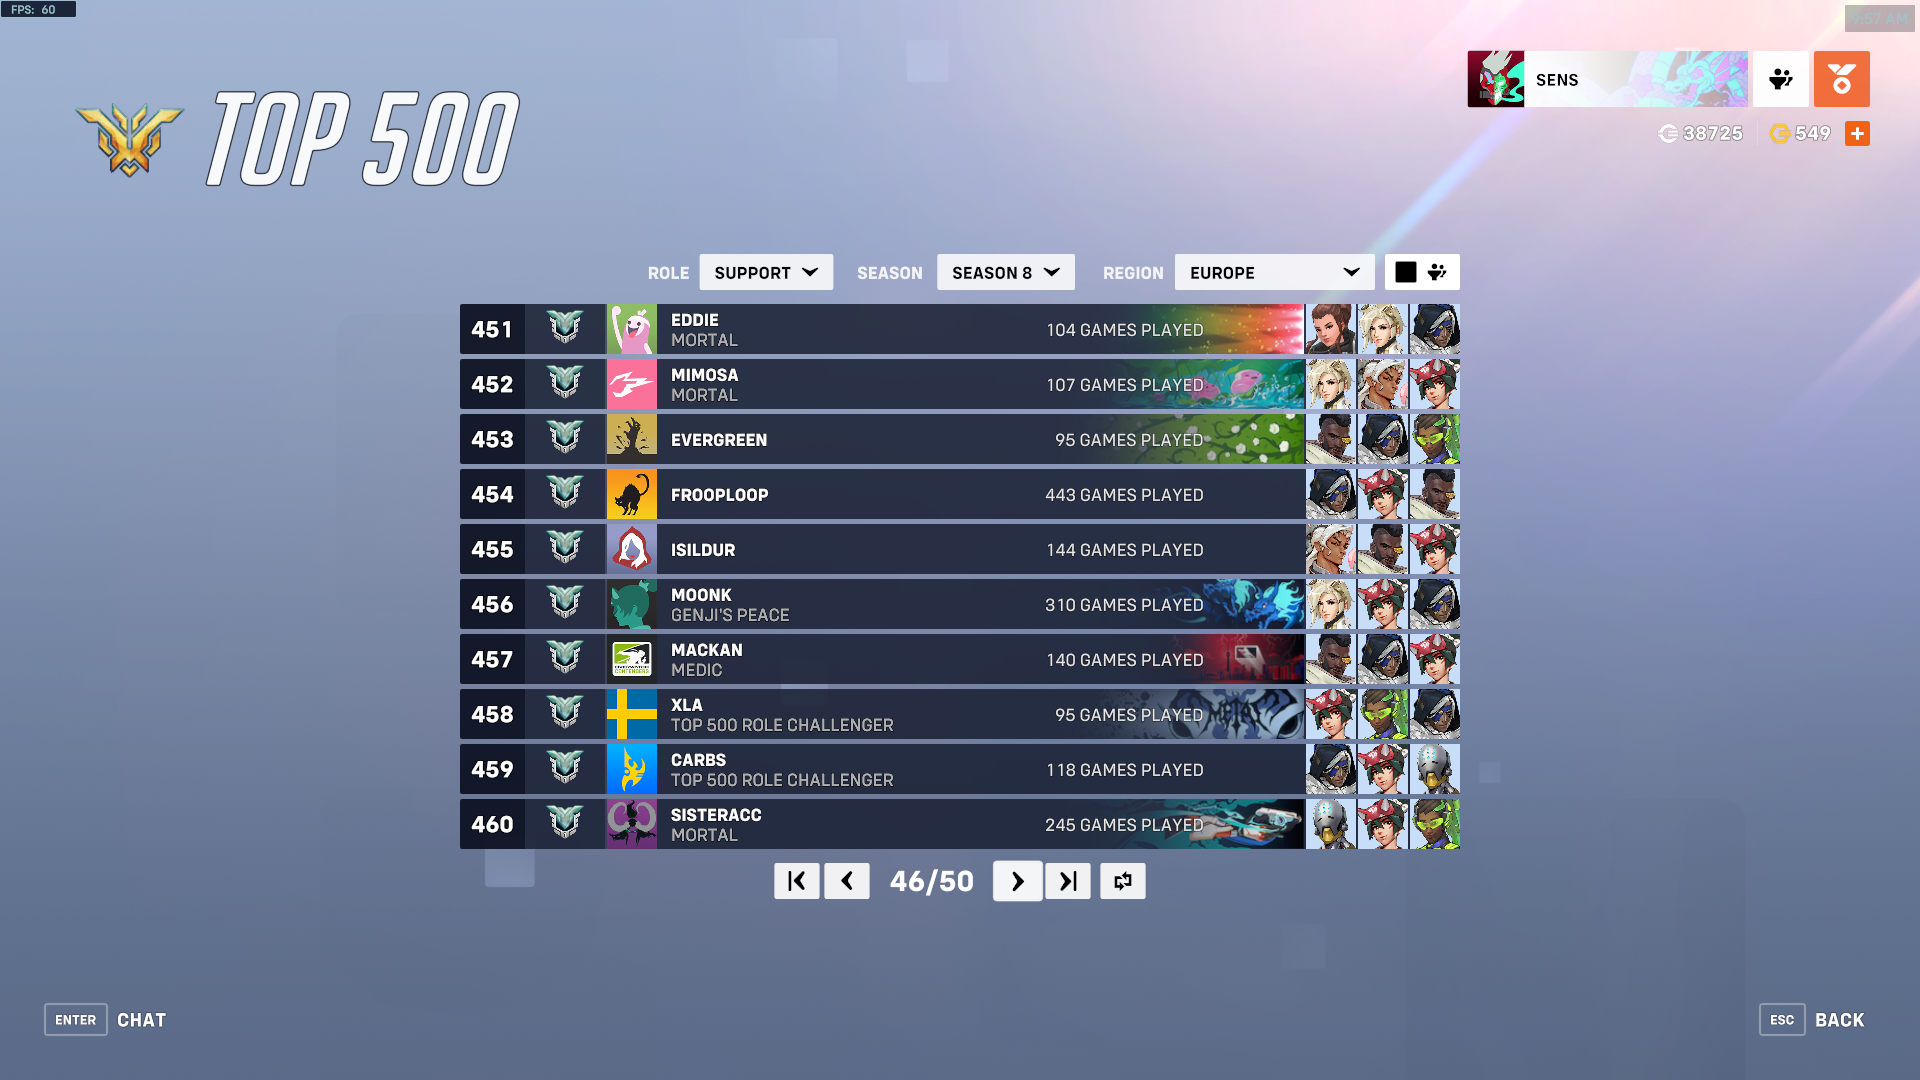 FPS: 60
9:57 AM
TOP 500
SENS
38725
549
ROLE
SUPPORT
SEASON
SEASON 8
REGION
EUROPE
451
EDDIE
MORTAL
104 GAMES PLAYED
452
MIMOSA
MORTAL
107 GAMES PLAYED
453
EVERGREEN
95 GAMES PLAYED
454
FROOPLOOP
443 GAMES PLAYED
455
ISILDUR
144 GAMES PLAYED
456
MOONK
GENJI'S PEACE
310 GAMES PLAYED
457
MACKAN
MEDIC
140 GAMES PLAYED
458
XLA
TOP 500 ROLE CHALLENGER
95 GAMES PLAYED
METAL
459
CARBS
TOP 500 ROLE CHALLENGER
118 GAMES PLAYED
460
SISTERACC
MORTAL
245 GAMES PLAYED
46/50
ENTER
CHAT
ESC
BACK